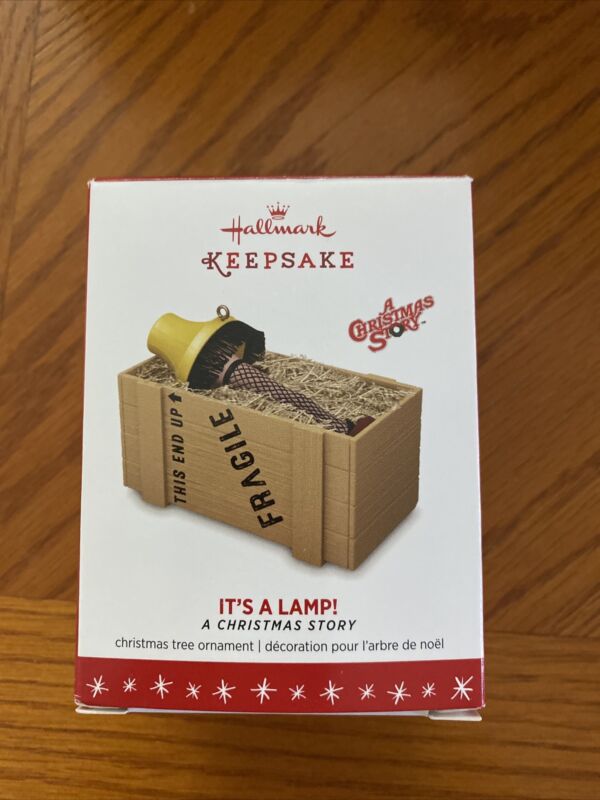 Hallmark
KEEPSAKE
A
CHRISTMAS
STORY™
THIS END UP
FRAGILE
IT'S A LAMP!
A CHRISTMAS STORY
christmas tree ornament | décoration pour l'arbre de noël